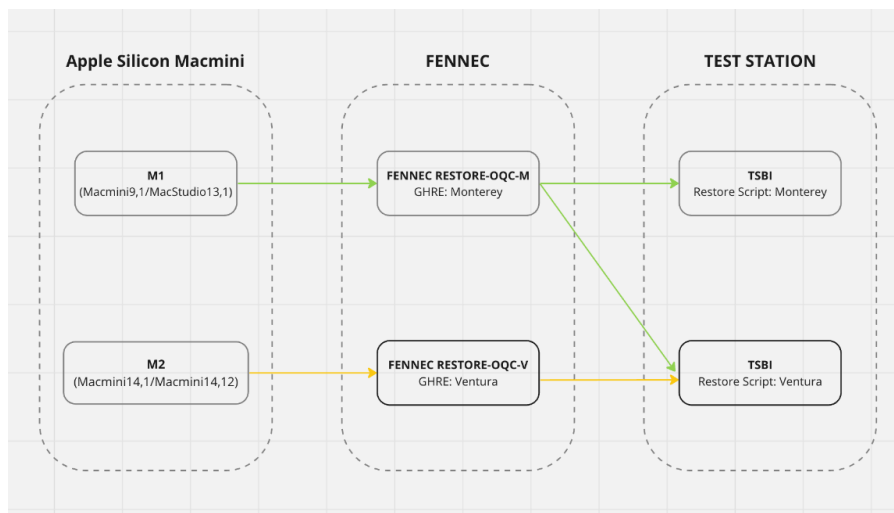 Apple Silicon Macmini
FENNEC
TEST STATION
M1
(Macmini9,1/MacStudio13,1)
FENNEC RESTORE-OQC-M
GHRE: Monterey
TSBI
Restore Script: Monterey
M2
(Macmini14,1/Macmini14,12)
FENNEC RESTORE-OQC-V
GHRE: Ventura
TSBI
Restore Script: Ventura